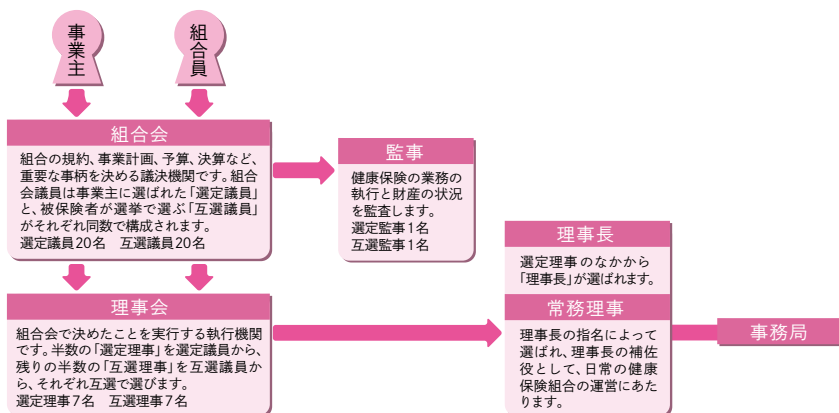 事業主
組合員
組合会
組合の規約、事業計画、予算、決算など、
重要な事柄を決める議決機関です。組合
会議員は事業主に選ばれた「選定議員」
と、被保険者が選挙で選ぶ「互選議員」
がそれぞれ同数で構成されます。
選定議員20名　互選議員20名
監事
健康保険の業務の
執行と財産の状況
を監査します。
選定監事1名
互選監事1名
理事会
組合会で決めたことを実行する執行機関
です。半数の「選定理事」を選定議員から、
残りの半数の「互選理事」を互選議員か
ら、それぞれ互選で選びます。
選定理事7名　互選理事7名
理事長
選定理事のなかから
「理事長」が選ばれます。
常務理事
理事長の指名によって
選ばれ、理事長の補佐
役として、日常の健康
保険組合の運営にあた
ります。
事務局